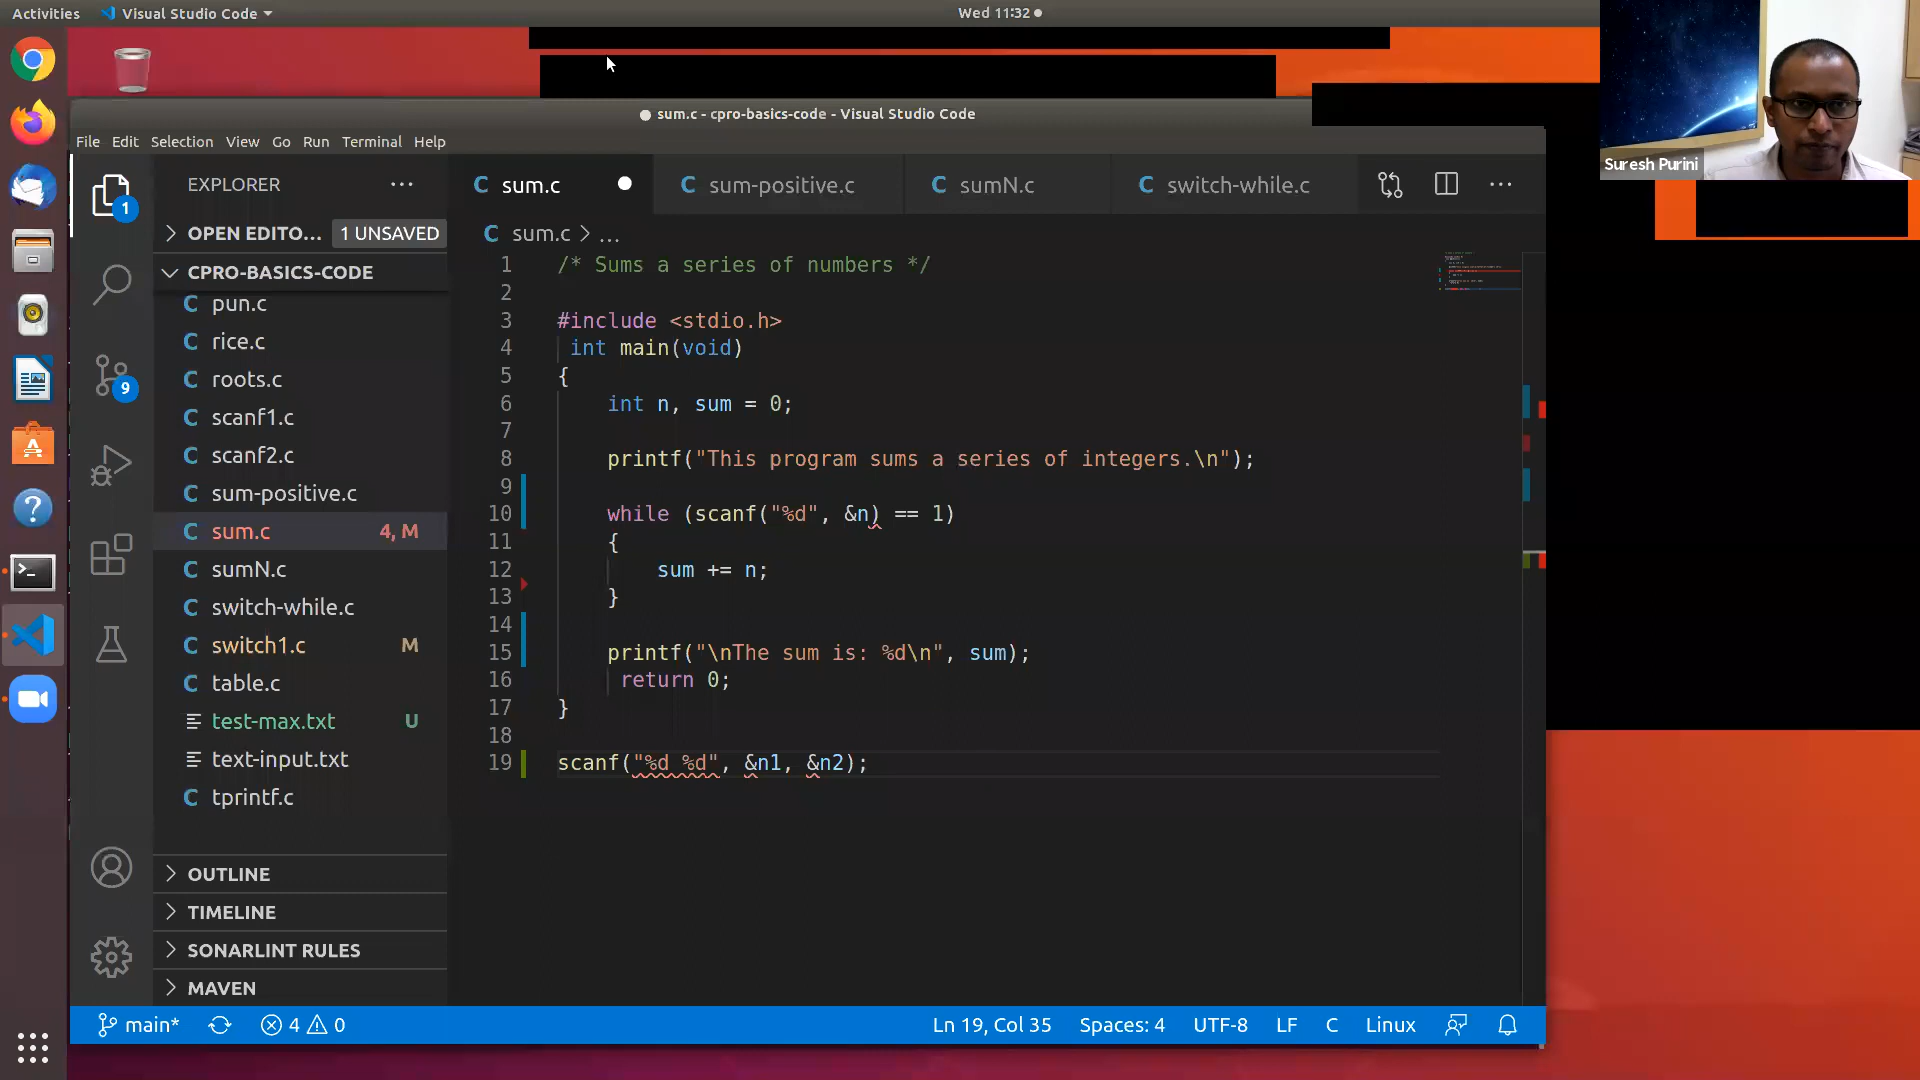 Activities
Visual Studio Code
Wed 11:32
Suresh Purini
sum.c - cpro-basics-code - Visual Studio Code
File Edit Selection View Go Run Terminal Help
EXPLORER
1
OPEN EDITO... 1 UNSAVED
CPRO-BASICS-CODE
pun.c
rice.c
roots.c
9
scanf1.c
scanf2.c
sum-positive.c
sum.c 4, M
sumN.c
switch-while.c
switch1.c M
table.c
test-max.txt U
text-input.txt
tprintf.c
OUTLINE
TIMELINE
SONARLINT RULES
MAVEN
sum.c sum-positive.c sumN.c switch-while.c
sum.c > ...
1 /* Sums a series of numbers */
2
3 #include <stdio.h>
4 int main(void)
5 {
6 int n, sum = 0;
7
8 printf("This program sums a series of integers.\n");
9
10 while (scanf("%d", &n) == 1)
11 {
12 sum += n;
13 }
14
15 printf("\nThe sum is: %d\n", sum);
16 return 0;
17 }
18
19 scanf("%d %d", &n1, &n2);
main* 4 0 Ln 19, Col 35 Spaces: 4 UTF-8 LF C Linux